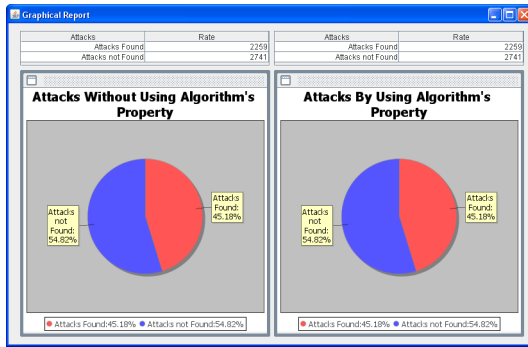 Graphical Report
Attacks Rate
Attacks Found 2259
Attacks not Found 2741
Attacks Rate
Attacks Found 2259
Attacks not Found 2741
Attacks Without Using Algorithm's
Property
Attacks
not
Found:
54.82%
Attacks
Found:
45.18%
Attacks Found:45.18% Attacks not Found:54.82%
Attacks By Using Algorithm's
Property
Attacks
not
Found:
54.82%
Attacks
Found:
45.18%
Attacks Found:45.18% Attacks not Found:54.82%